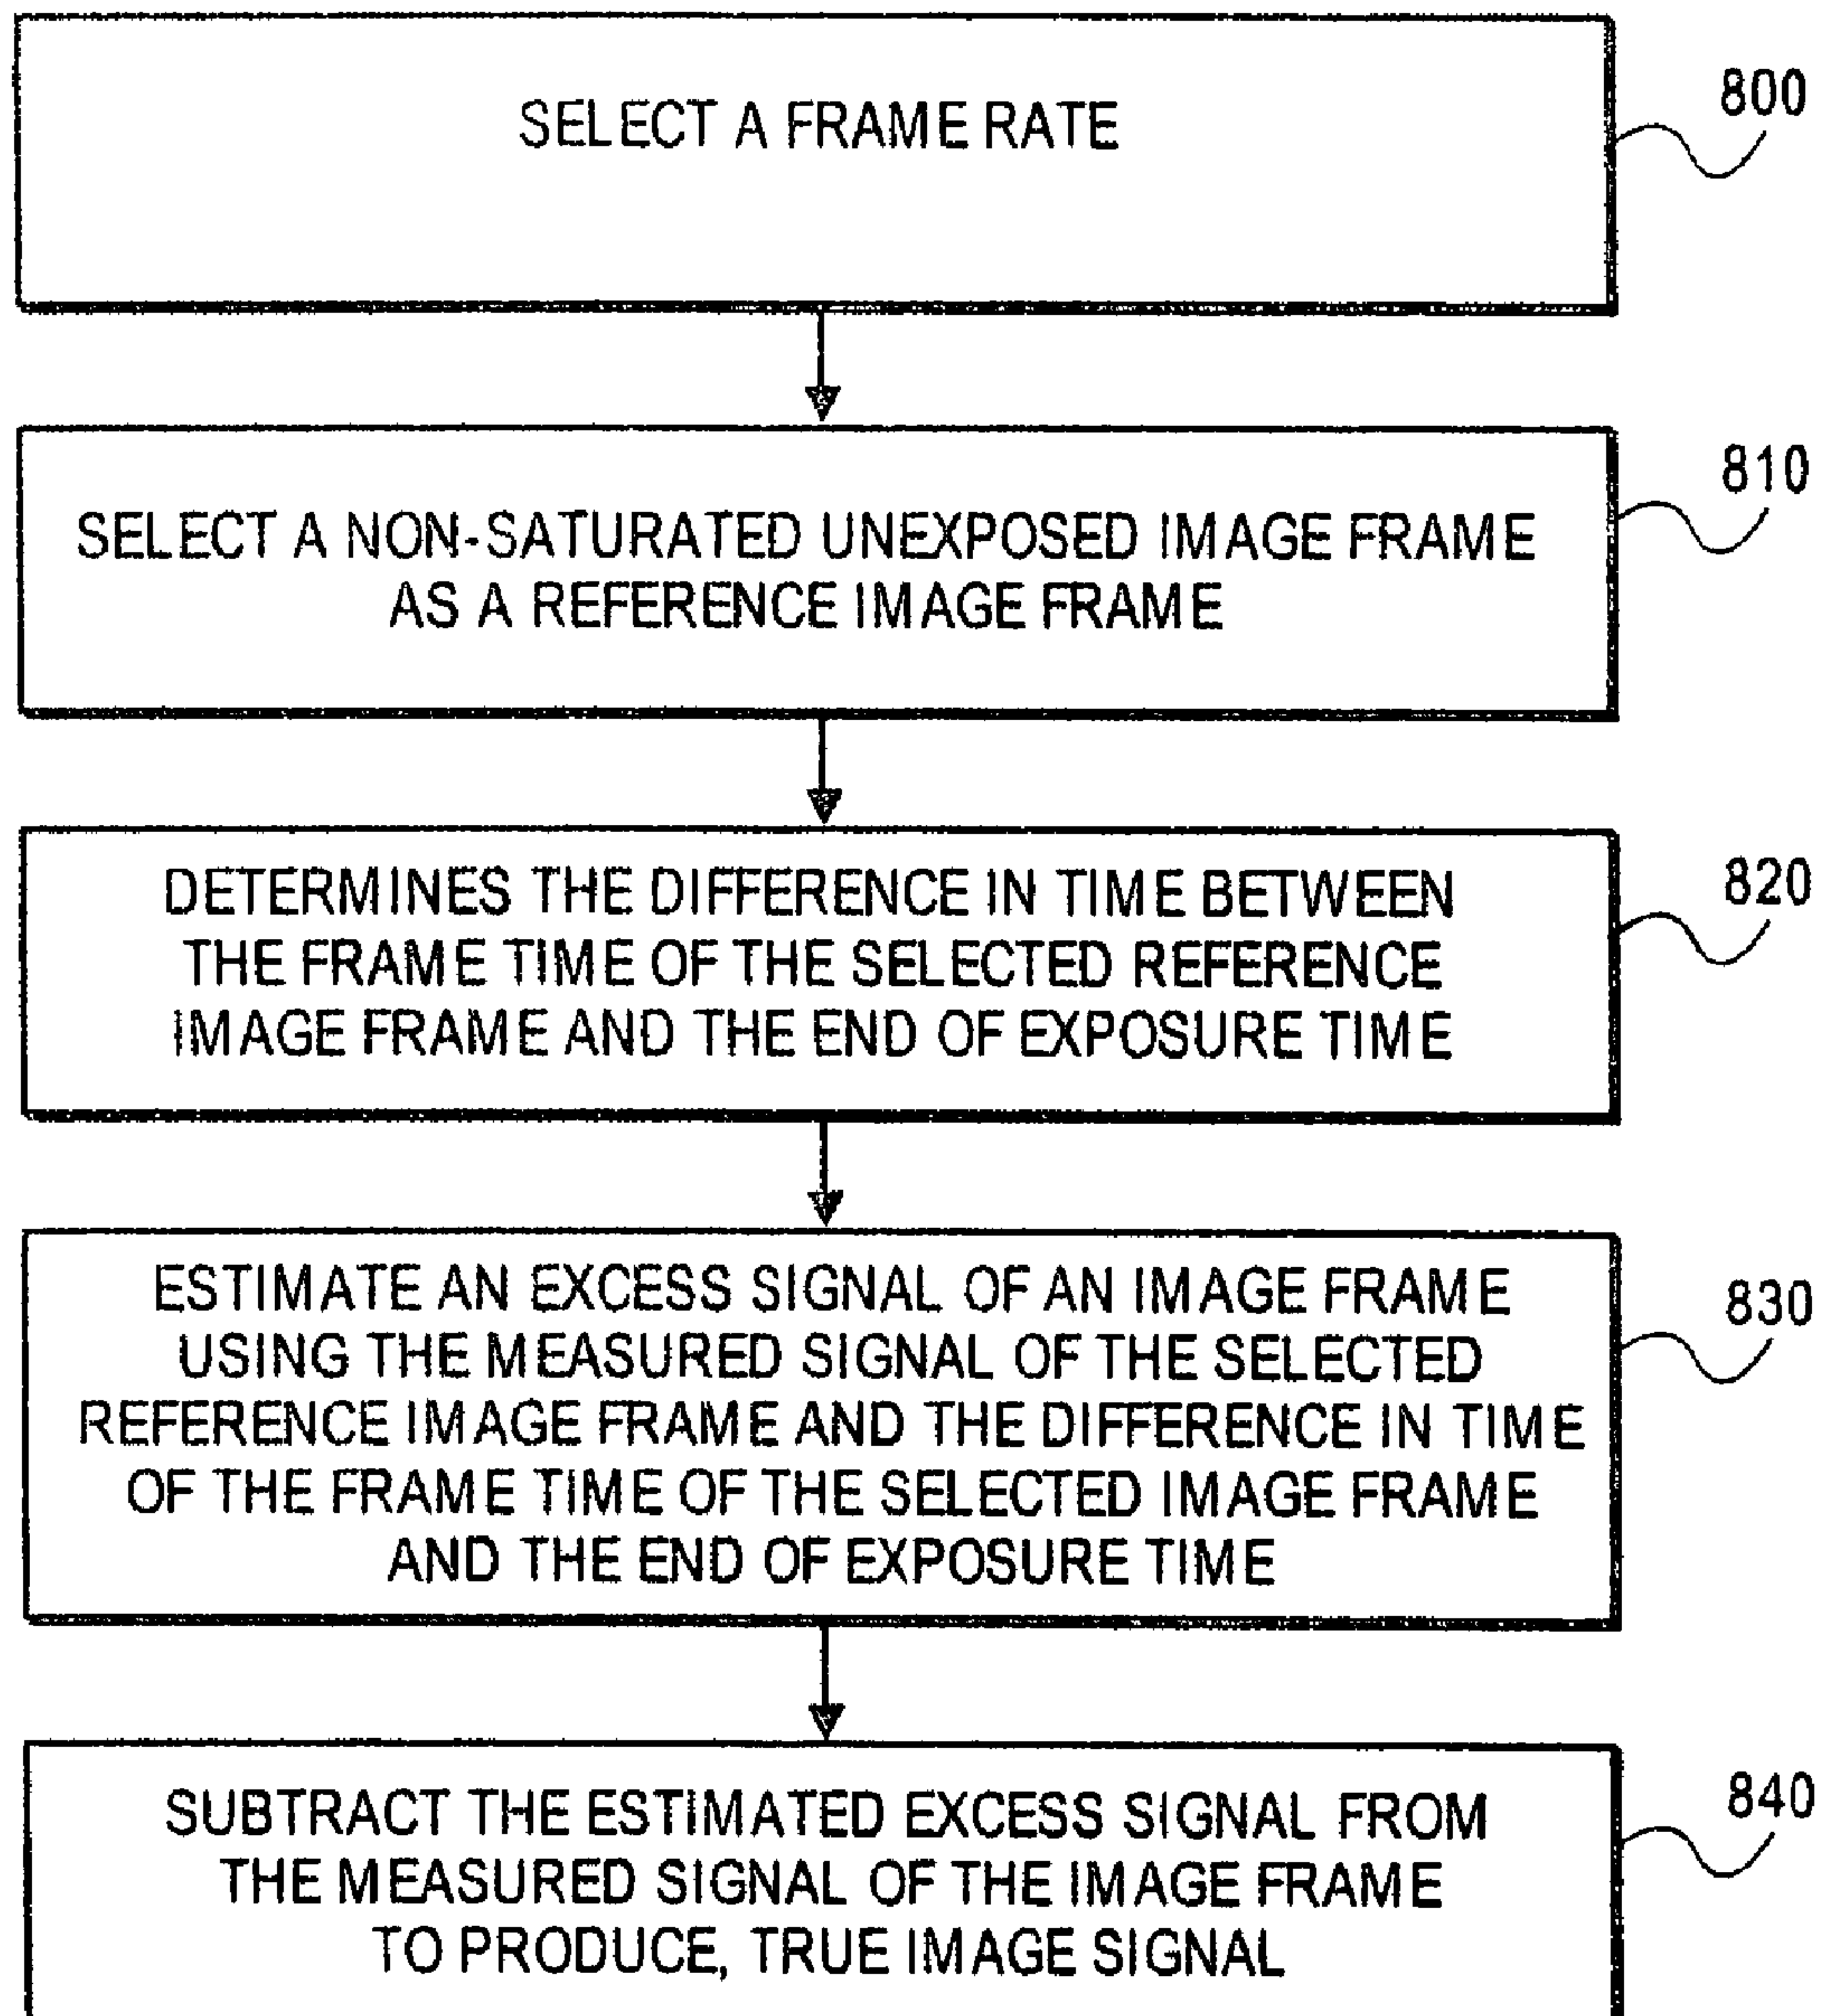 SELECT A FRAME RATE
800
SELECT A NON-SATURATED UNEXPOSED IMAGE FRAME
AS A REFERENCE IMAGE FRAME
810
DETERMINES THE DIFFERENCE IN TIME BETWEEN
THE FRAME TIME OF THE SELECTED REFERENCE
IMAGE FRAME AND THE END OF EXPOSURE TIME
820
ESTIMATE AN EXCESS SIGNAL OF AN IMAGE FRAME
USING THE MEASURED SIGNAL OF THE SELECTED
REFERENCE IMAGE FRAME AND THE DIFFERENCE IN TIME
OF THE FRAME TIME OF THE SELECTED IMAGE FRAME
AND THE END OF EXPOSURE TIME
830
SUBTRACT THE ESTIMATED EXCESS SIGNAL FROM
THE MEASURED SIGNAL OF THE IMAGE FRAME
TO PRODUCE, TRUE IMAGE SIGNAL
840